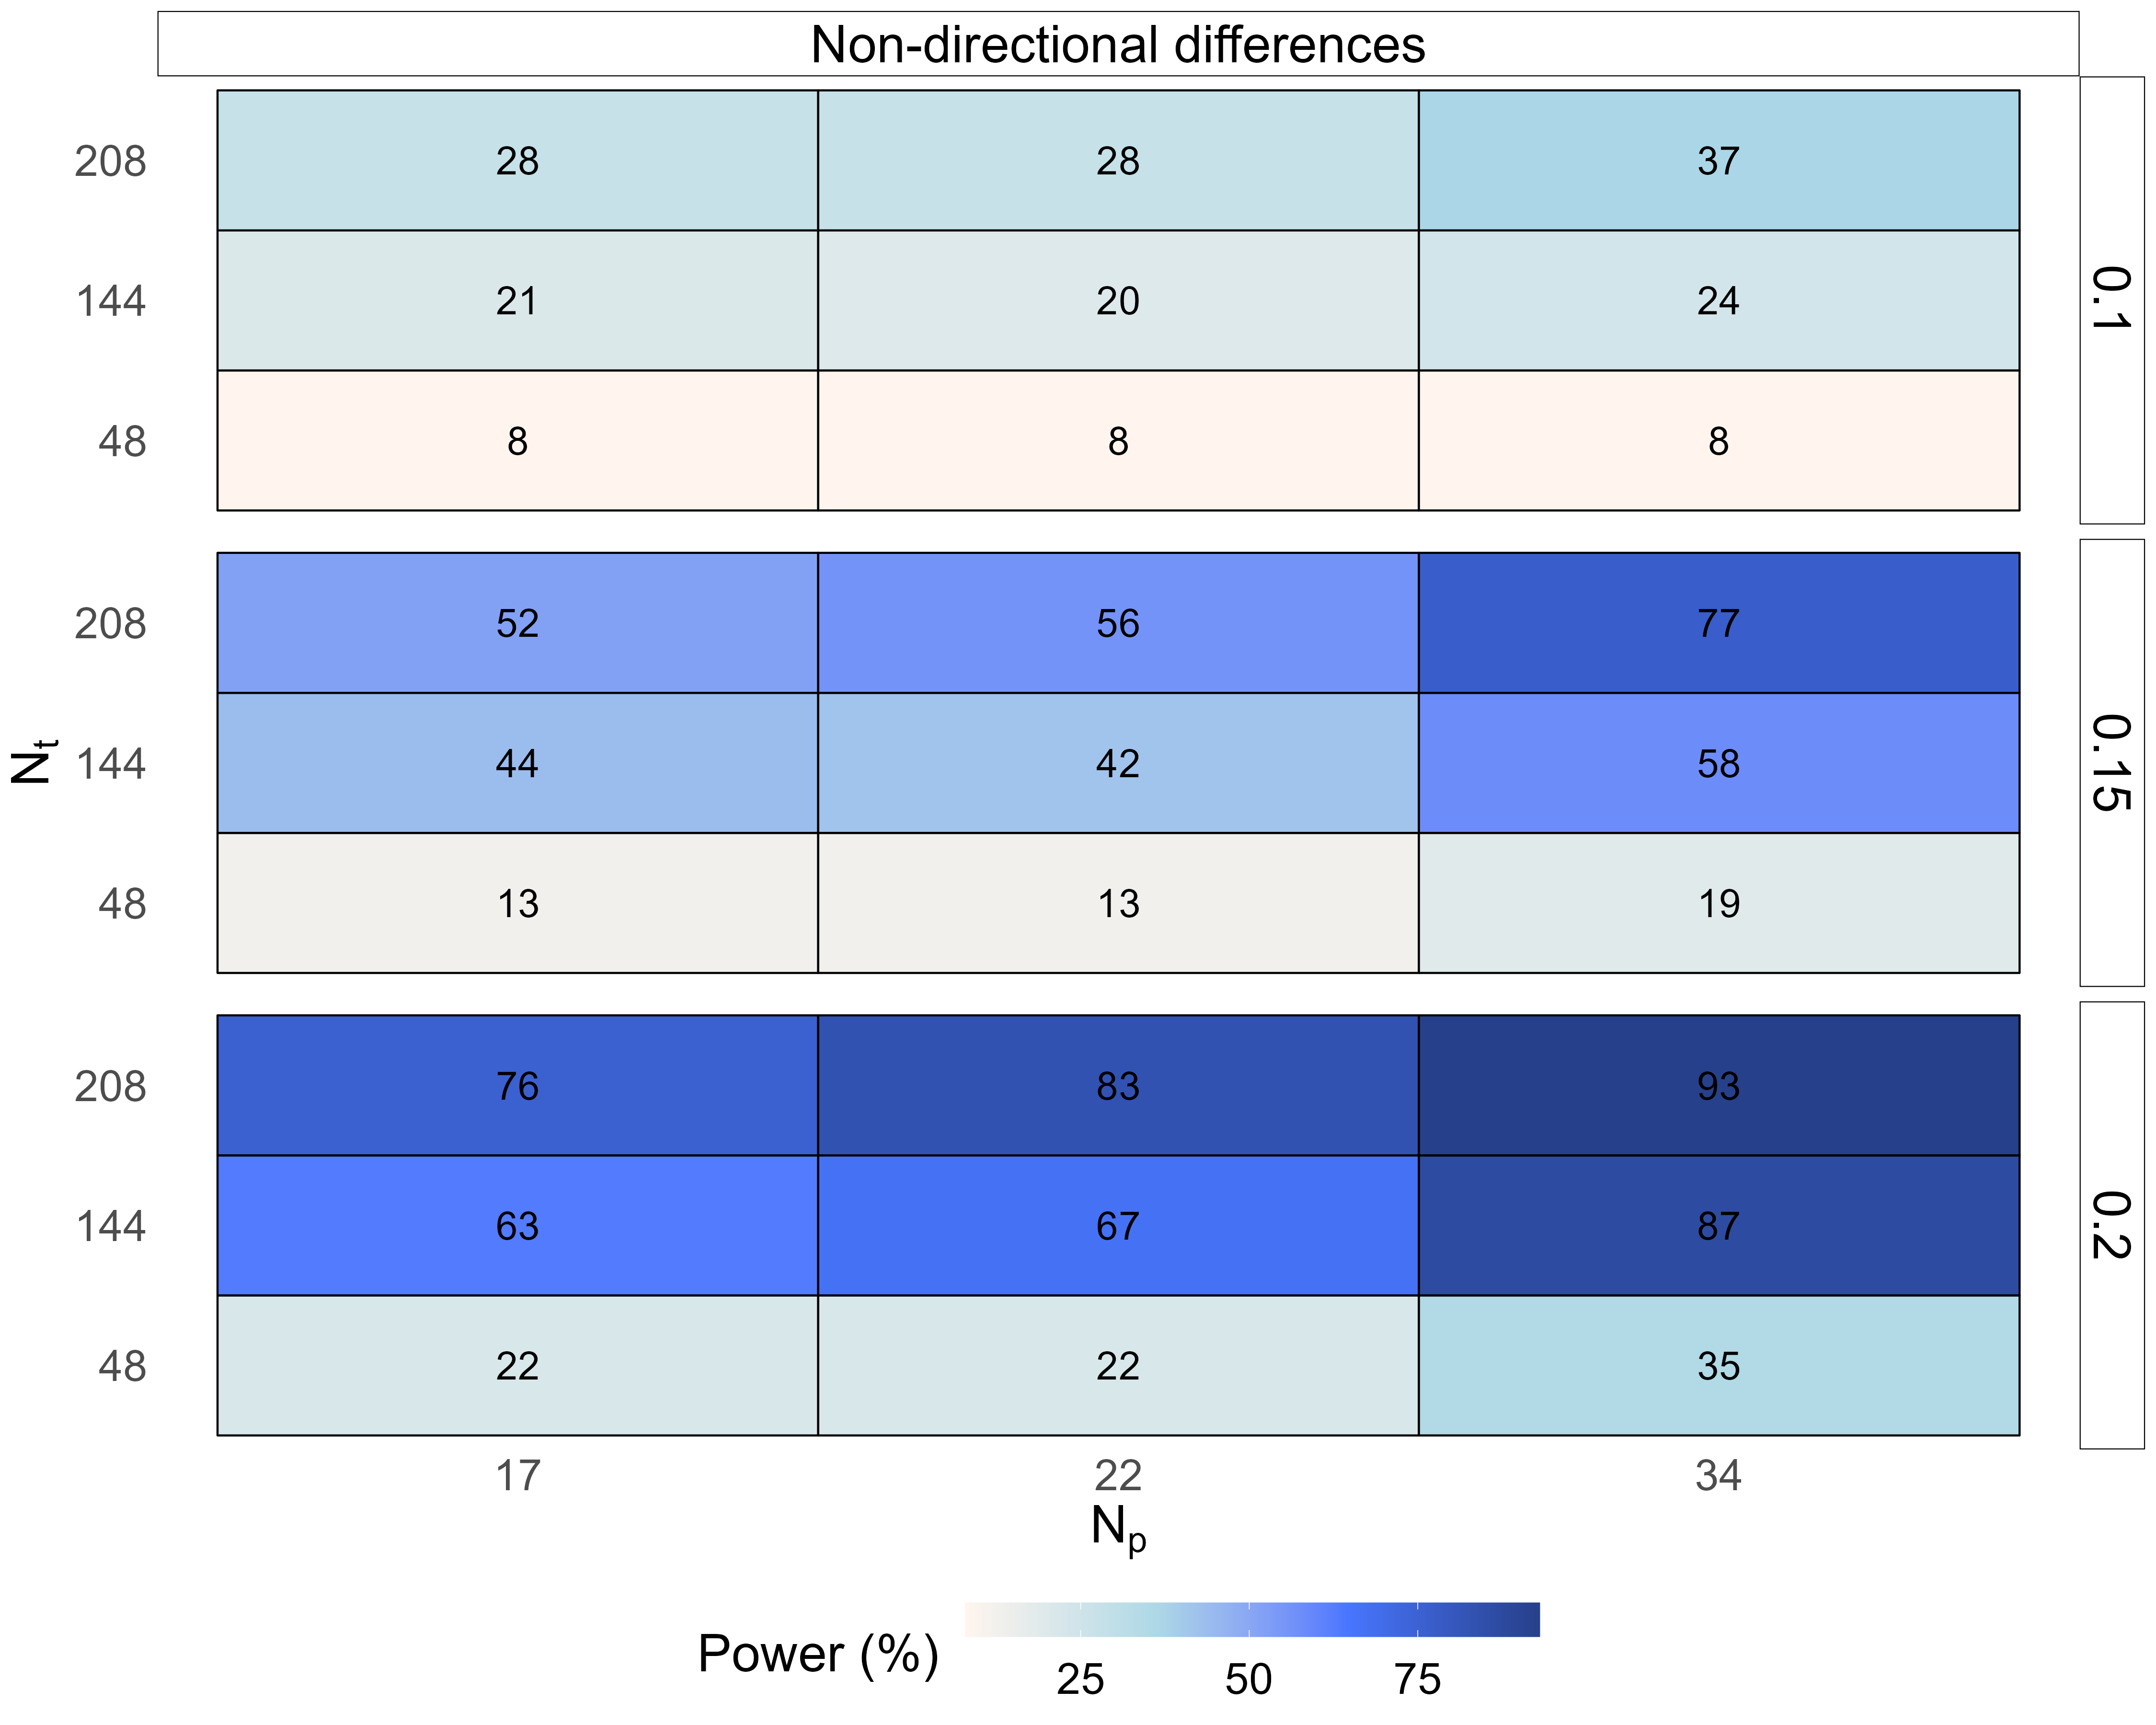 Non-directional differences
208 28 28 37
144 21 20 24
48 8 8 8
0.1
208 52 56 77
144 44 42 58
48 13 13 19
0.15
Nt
208 76 83 93
144 63 67 87
48 22 22 35
0.2
17 22 34
Np
Power (%)
25 50 75